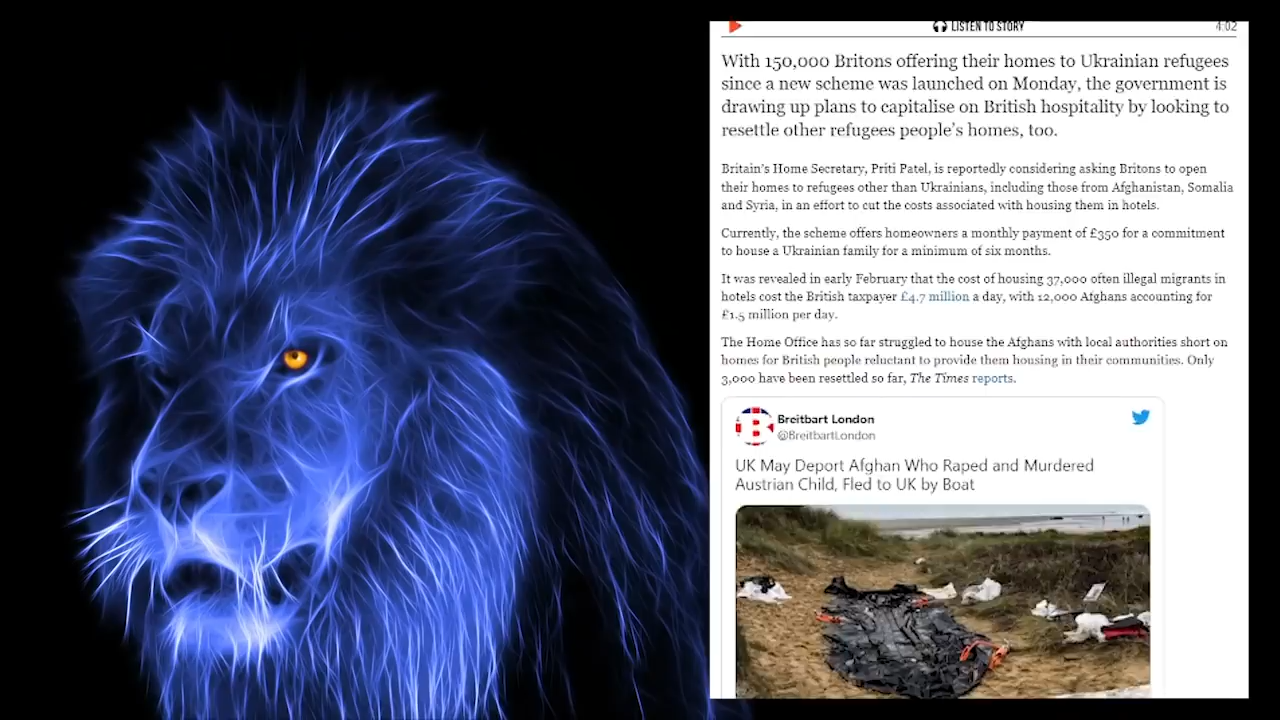 LISTEN TO STORY
4:02
With 150,000 Britons offering their homes to Ukrainian refugees
since a new scheme was launched on Monday, the government is
drawing up plans to capitalise on British hospitality by looking to
resettle other refugees people's homes, too.
Britain's Home Secretary, Priti Patel, is reportedly considering asking Britons to open
their homes to refugees other than Ukrainians, including those from Afghanistan, Somalia
and Syria, in an effort to cut the costs associated with housing them in hotels.
Currently, the scheme offers homeowners a monthly payment of £350 for a commitment
to house a Ukrainian family for a minimum of six months.
It was revealed in early February that the cost of housing 37,000 often illegal migrants in
hotels cost the British taxpayer £4.7 million a day, with 12,000 Afghans accounting for
£1.5 million per day.
The Home Office has so far struggled to house the Afghans with local authorities short on
homes for British people reluctant to provide them housing in their communities. Only
3,000 have been resettled so far, The Times reports.
B
Breitbart London
@BreitbartLondon
UK May Deport Afghan Who Raped and Murdered
Austrian Child, Fled to UK by Boat